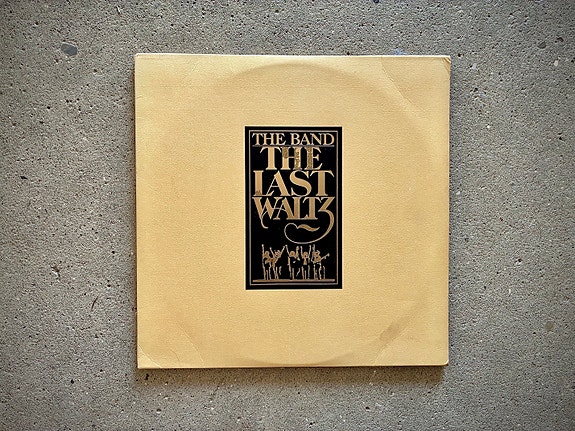 THE BAND
THE
LAST
WALTZ